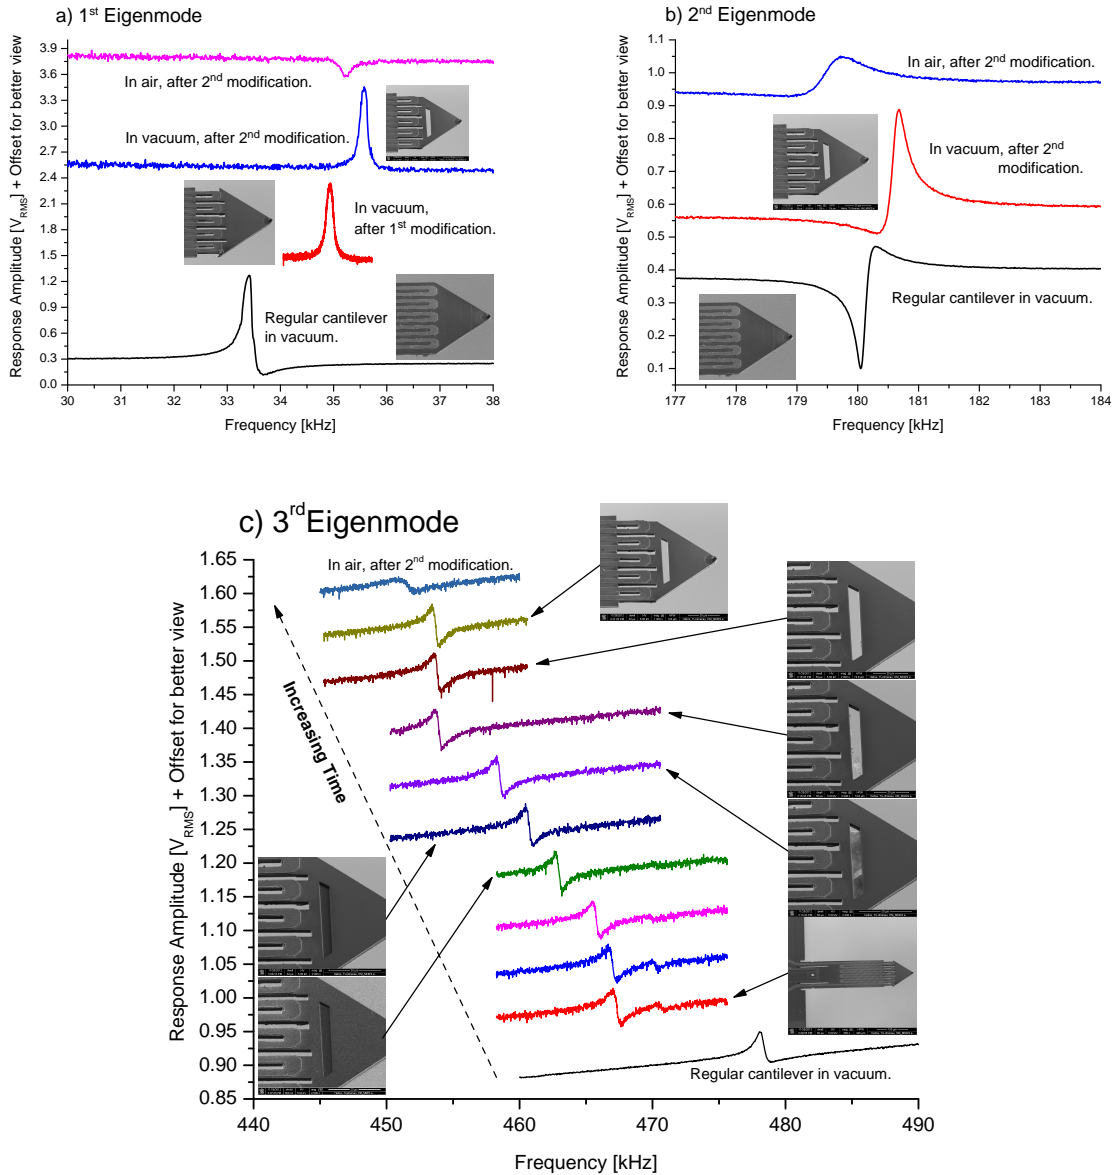 a) 1st Eigenmode
3.9
3.6
3.3
3.0
2.7
2.4
2.1
1.8
1.5
1.2
0.9
0.6
0.3
0.0
Response Amplitude [VRMS] + Offset for better view
In air, after 2nd modification.
In vacuum, after 2nd modification.
In vacuum,
after 1st modification.
Regular cantilever
in vacuum.
30 31 32 33 34 35 36 37 38
Frequency [kHz]
b) 2nd Eigenmode
1.1
1.0
0.9
0.8
0.7
0.6
0.5
0.4
0.3
0.2
0.1
Response Amplitude [VRMS] + Offset for better view
In air, after 2nd modification.
In vacuum, after 2nd
modification.
Regular cantilever in vacuum.
177 178 179 180 181 182 183 184
Frequency [kHz]
c) 3rd Eigenmode
1.65
1.60
1.55
1.50
1.45
1.40
1.35
1.30
1.25
1.20
1.15
1.10
1.05
1.00
0.95
0.90
0.85
Response Amplitude [VRMS] + Offset for better view
In air, after 2nd modification.
Increasing Time
Regular cantilever in vacuum.
440 450 460 470 480 490
Frequency [kHz]